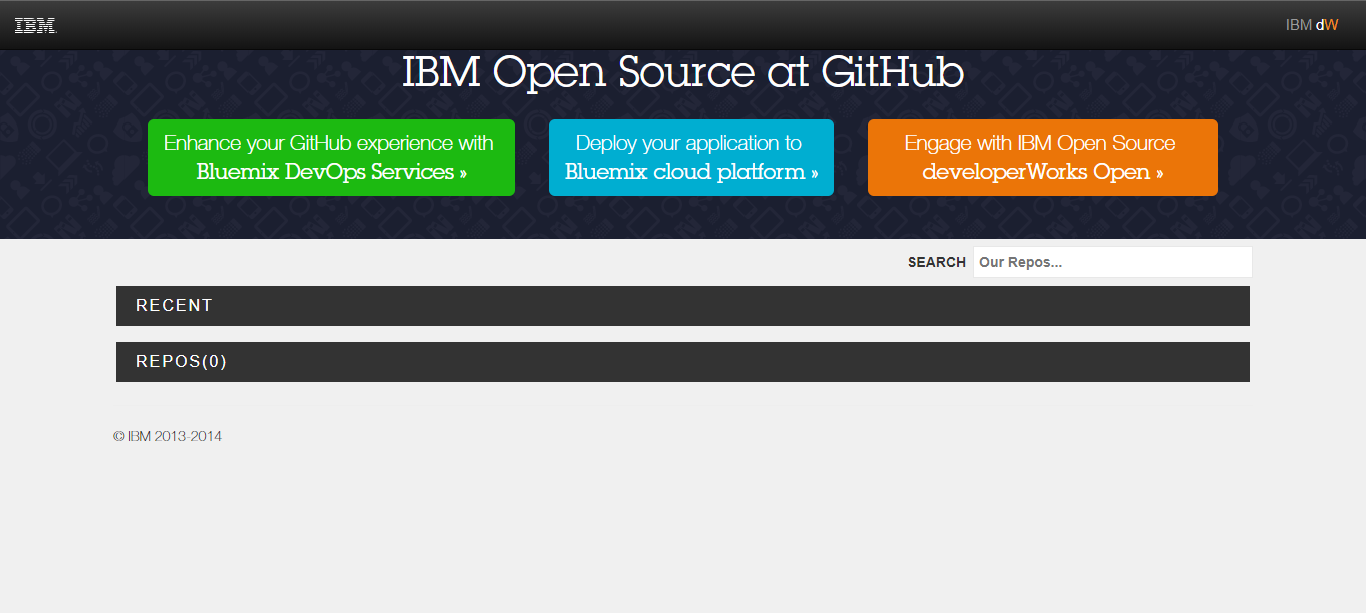 IBM
IBM dW
IBM Open Source at GitHub
Enhance your GitHub experience with
Bluemix DevOps Services »
Deploy your application to
Bluemix cloud platform »
Engage with IBM Open Source
developerWorks Open »
SEARCH Our Repos...
RECENT
REPOS(0)
© IBM 2013-2014